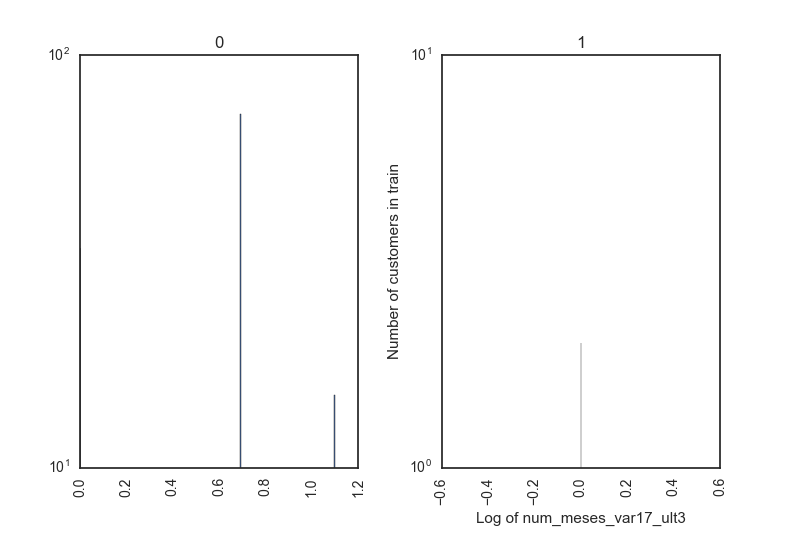 0
10²
10¹
0.0 0.2 0.4 0.6 0.8 1.0 1.2
1
10¹
10⁰
Number of customers in train
−0.6 −0.4 −0.2 0.0 0.2 0.4 0.6
Log of num_meses_var17_ult3